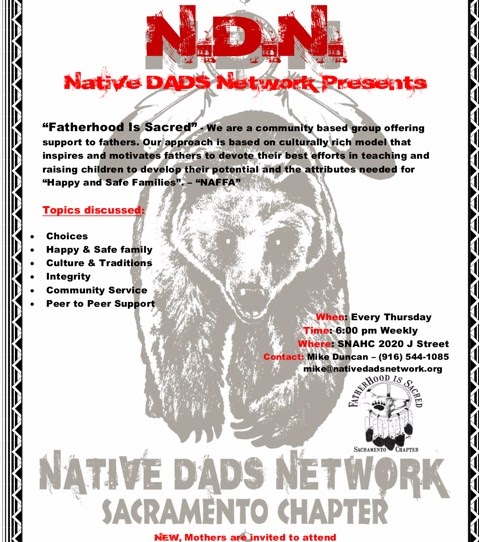 N.D.N.
Native DADS Network Presents
“Fatherhood Is Sacred” - We are a community based group offering
support to fathers. Our approach is based on culturally rich model that
inspires and motivates fathers to devote their best efforts in teaching and
raising children to develop their potential and the attributes needed for
“Happy and Safe Families”. – “NAFFA”
Topics discussed:
• Choices
• Happy & Safe family
• Culture & Traditions
• Integrity
• Community Service
• Peer to Peer Support
When: Every Thursday
Time: 6:00 pm Weekly
Where: SNAHC 2020 J Street
Contact: Mike Duncan – (916) 544-1085
mike@nativedadsnetwork.org
FATHERHOOD IS SACRED
SACRAMENTO CHAPTER
NATIVE DADS NETWORK
SACRAMENTO CHAPTER
NEW, Mothers are invited to attend